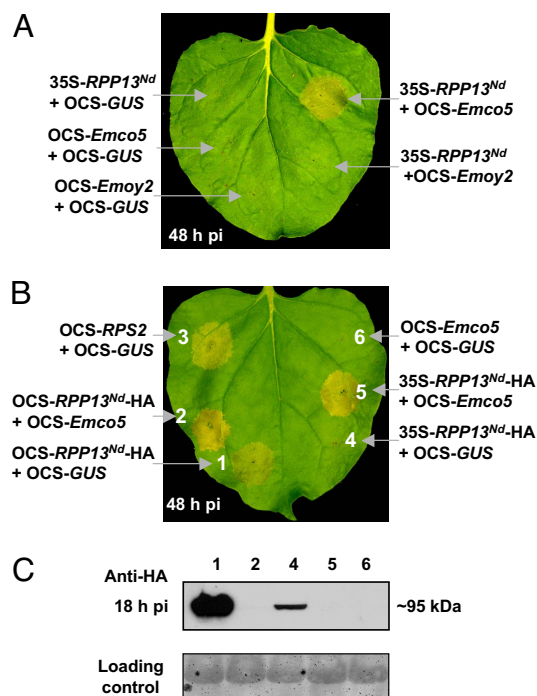 A
35S-RPP13Nd
+ OCS-GUS
OCS-Emco5
+ OCS-GUS
OCS-Emoy2
+ OCS-GUS
35S-RPP13Nd
+ OCS-Emco5
35S-RPP13Nd
+OCS-Emoy2
48 h pi
B
OCS-RPS2
+ OCS-GUS
OCS-RPP13Nd-HA
+ OCS-Emco5
OCS-RPP13Nd-HA
+ OCS-GUS
3
2
1
6
5
4
OCS-Emco5
+ OCS-GUS
35S-RPP13Nd-HA
+ OCS-Emco5
35S-RPP13Nd-HA
+ OCS-GUS
48 h pi
C
Anti-HA
1 2 4 5 6
18 h pi
~95 kDa
Loading
control